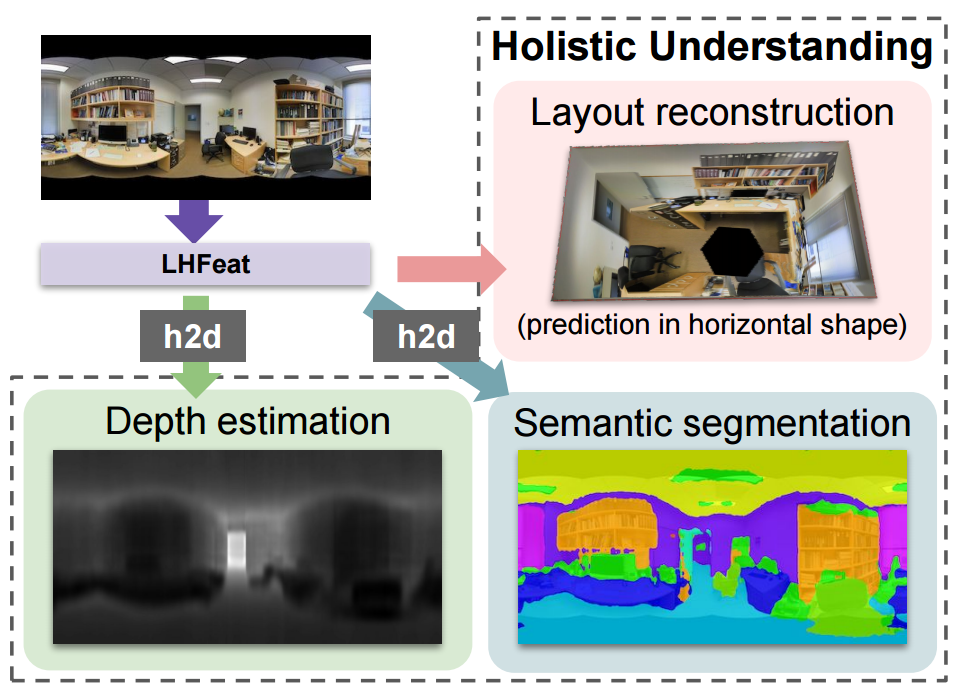 Holistic Understanding
Layout reconstruction
LHFeat
(prediction in horizontal shape)
h2d
h2d
Depth estimation
Semantic segmentation